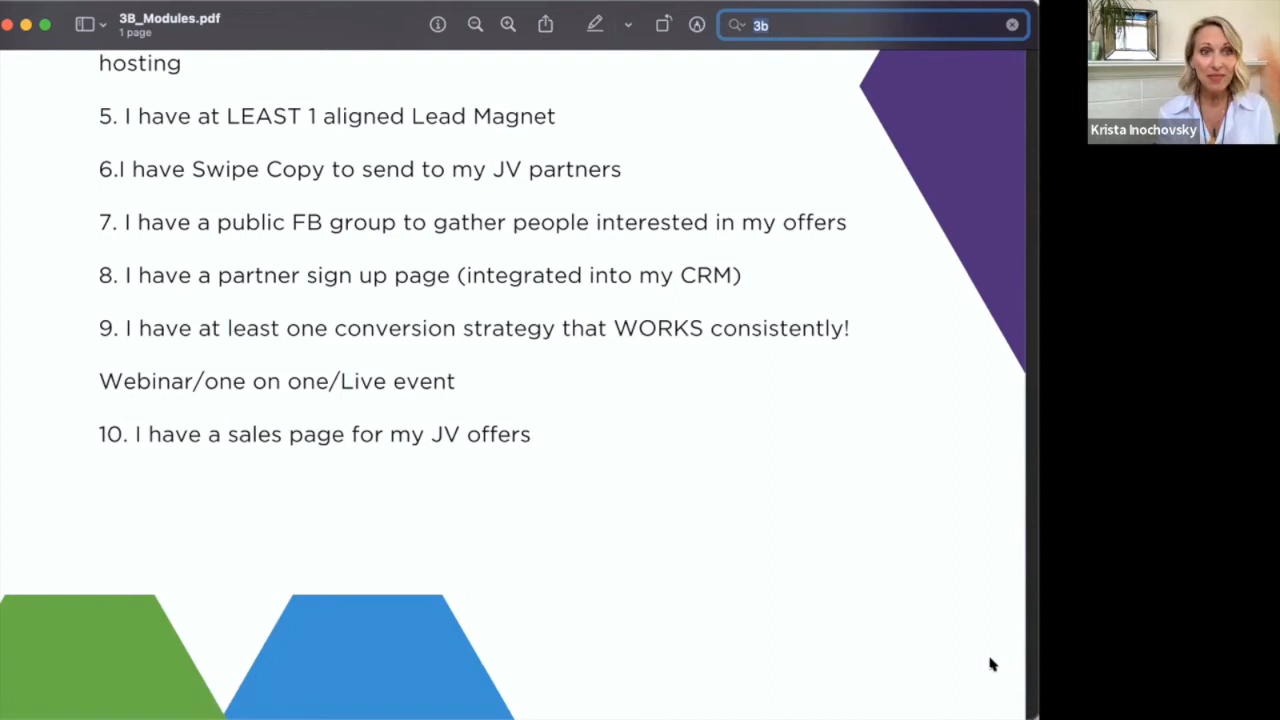 3B_Modules.pdf
1 page
3b
hosting
5. I have at LEAST 1 aligned Lead Magnet
6.I have Swipe Copy to send to my JV partners
7. I have a public FB group to gather people interested in my offers
8. I have a partner sign up page (integrated into my CRM)
9. I have at least one conversion strategy that WORKS consistently!
Webinar/one on one/Live event
10. I have a sales page for my JV offers
Krista Inochovsky